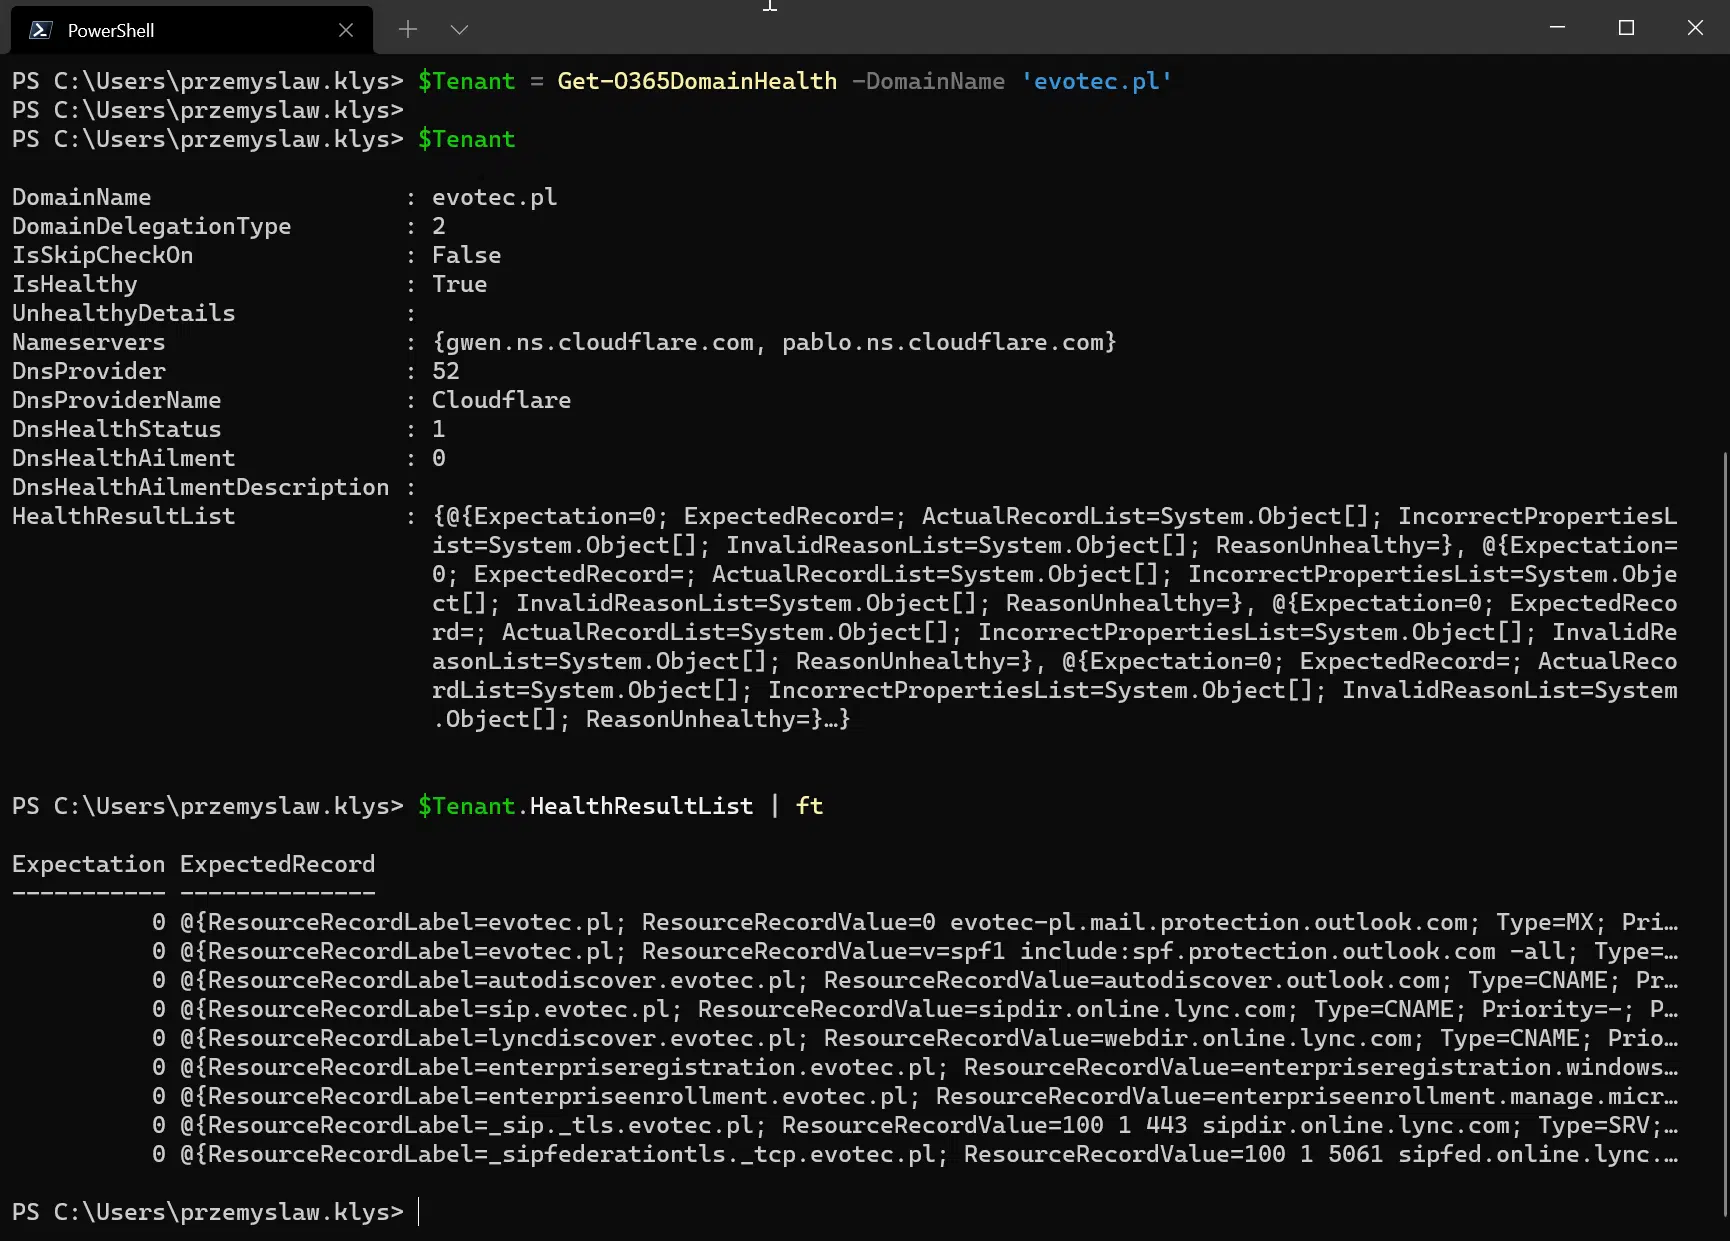 PowerShell
PS C:\Users\przemyslaw.klys> $Tenant = Get-O365DomainHealth -DomainName 'evotec.pl'
PS C:\Users\przemyslaw.klys>
PS C:\Users\przemyslaw.klys> $Tenant
DomainName : evotec.pl
DomainDelegationType : 2
IsSkipCheckOn : False
IsHealthy : True
UnhealthyDetails :
Nameservers : {gwen.ns.cloudflare.com, pablo.ns.cloudflare.com}
DnsProvider : 52
DnsProviderName : Cloudflare
DnsHealthStatus : 1
DnsHealthAilment : 0
DnsHealthAilmentDescription :
HealthResultList : {@{Expectation=0; ExpectedRecord=; ActualRecordList=System.Object[]; IncorrectPropertiesL
ist=System.Object[]; InvalidReasonList=System.Object[]; ReasonUnhealthy=}, @{Expectation=
0; ExpectedRecord=; ActualRecordList=System.Object[]; IncorrectPropertiesList=System.Obje
ct[]; InvalidReasonList=System.Object[]; ReasonUnhealthy=}, @{Expectation=0; ExpectedReco
rd=; ActualRecordList=System.Object[]; IncorrectPropertiesList=System.Object[]; InvalidRe
asonList=System.Object[]; ReasonUnhealthy=}, @{Expectation=0; ExpectedRecord=; ActualReco
rdList=System.Object[]; IncorrectPropertiesList=System.Object[]; InvalidReasonList=System
.Object[]; ReasonUnhealthy=}…}
PS C:\Users\przemyslaw.klys> $Tenant.HealthResultList | ft
Expectation ExpectedRecord
----------- --------------
0 @{ResourceRecordLabel=evotec.pl; ResourceRecordValue=0 evotec-pl.mail.protection.outlook.com; Type=MX; Pri…
0 @{ResourceRecordLabel=evotec.pl; ResourceRecordValue=v=spf1 include:spf.protection.outlook.com -all; Type=…
0 @{ResourceRecordLabel=autodiscover.evotec.pl; ResourceRecordValue=autodiscover.outlook.com; Type=CNAME; Pr…
0 @{ResourceRecordLabel=sip.evotec.pl; ResourceRecordValue=sipdir.online.lync.com; Type=CNAME; Priority=-; P…
0 @{ResourceRecordLabel=lyncdiscover.evotec.pl; ResourceRecordValue=webdir.online.lync.com; Type=CNAME; Prio…
0 @{ResourceRecordLabel=enterpriseregistration.evotec.pl; ResourceRecordValue=enterpriseregistration.windows…
0 @{ResourceRecordLabel=enterpriseenrollment.evotec.pl; ResourceRecordValue=enterpriseenrollment.manage.micr…
0 @{ResourceRecordLabel=_sip._tls.evotec.pl; ResourceRecordValue=100 1 443 sipdir.online.lync.com; Type=SRV;…
0 @{ResourceRecordLabel=_sipfederationtls._tcp.evotec.pl; ResourceRecordValue=100 1 5061 sipfed.online.lync.…
PS C:\Users\przemyslaw.klys>